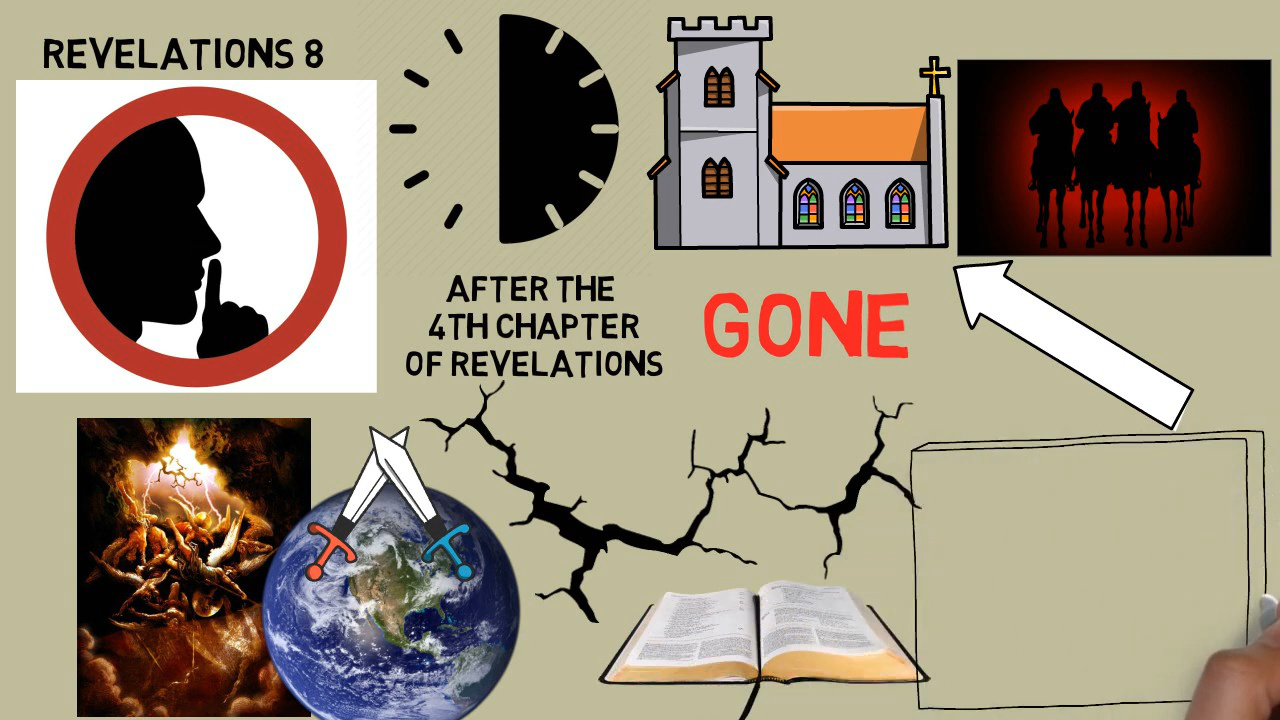 REVELATIONS 8
AFTER THE
4TH CHAPTER
OF REVELATIONS
GONE